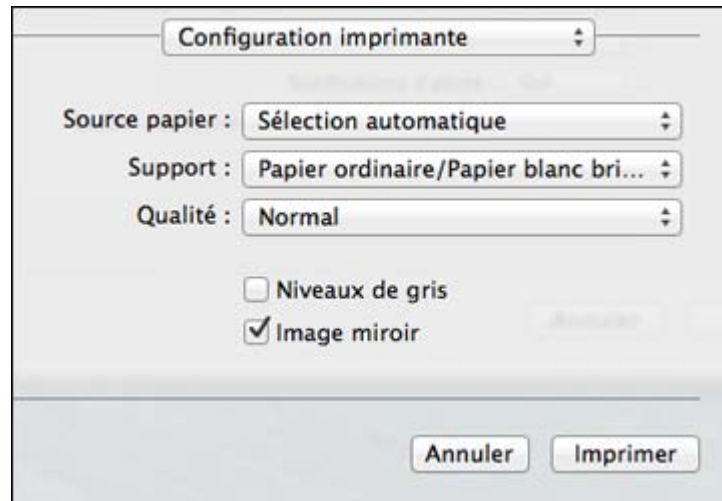 Configuration imprimante
Source papier : Sélection automatique
Support : Papier ordinaire/Papier blanc bri...
Qualité : Normal
Niveaux de gris
Image miroir
Annuler
Annuler Imprimer